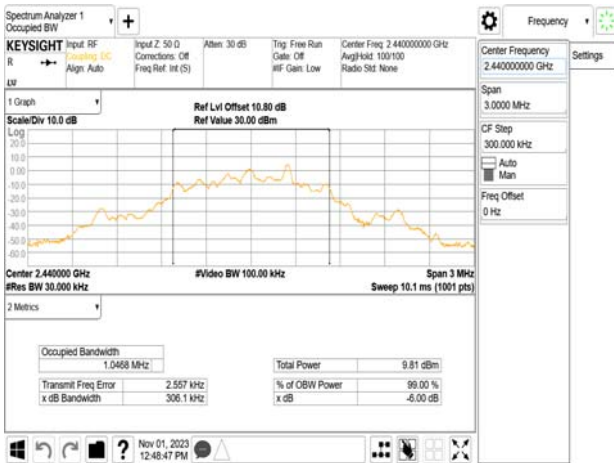 Spectrum Analyzer 1
Occupied BW
+
Frequency
KEYSIGHT
R
Input: RF
Coupling: DC
Align: Auto
Input Z: 50 Ω
Corrections: Off
Freq Ref: Int (S)
Atten: 30 dB
Trig: Free Run
Gate: Off
#IF Gain: Low
Center Freq: 2.440000000 GHz
Avg|Hold: 100/100
Radio Std: None
Center Frequency
2.440000000 GHz
Settings
Span
3.0000 MHz
CF Step
300.000 kHz
Auto
Man
Freq Offset
0 Hz
1 Graph
Scale/Div 10.0 dB
Ref Lvl Offset 10.80 dB
Ref Value 30.00 dBm
Log
20.0
10.0
0.00
-10.0
-20.0
-30.0
-40.0
-50.0
-60.0
Center 2.440000 GHz
#Res BW 30.000 kHz
#Video BW 100.00 kHz
Span 3 MHz
Sweep 10.1 ms (1001 pts)
2 Metrics
Occupied Bandwidth
1.0468 MHz
Total Power 9.81 dBm
Transmit Freq Error 2.557 kHz
% of OBW Power 99.00 %
x dB Bandwidth 306.1 kHz
x dB -6.00 dB
?
Nov 01, 2023
12:48:47 PM